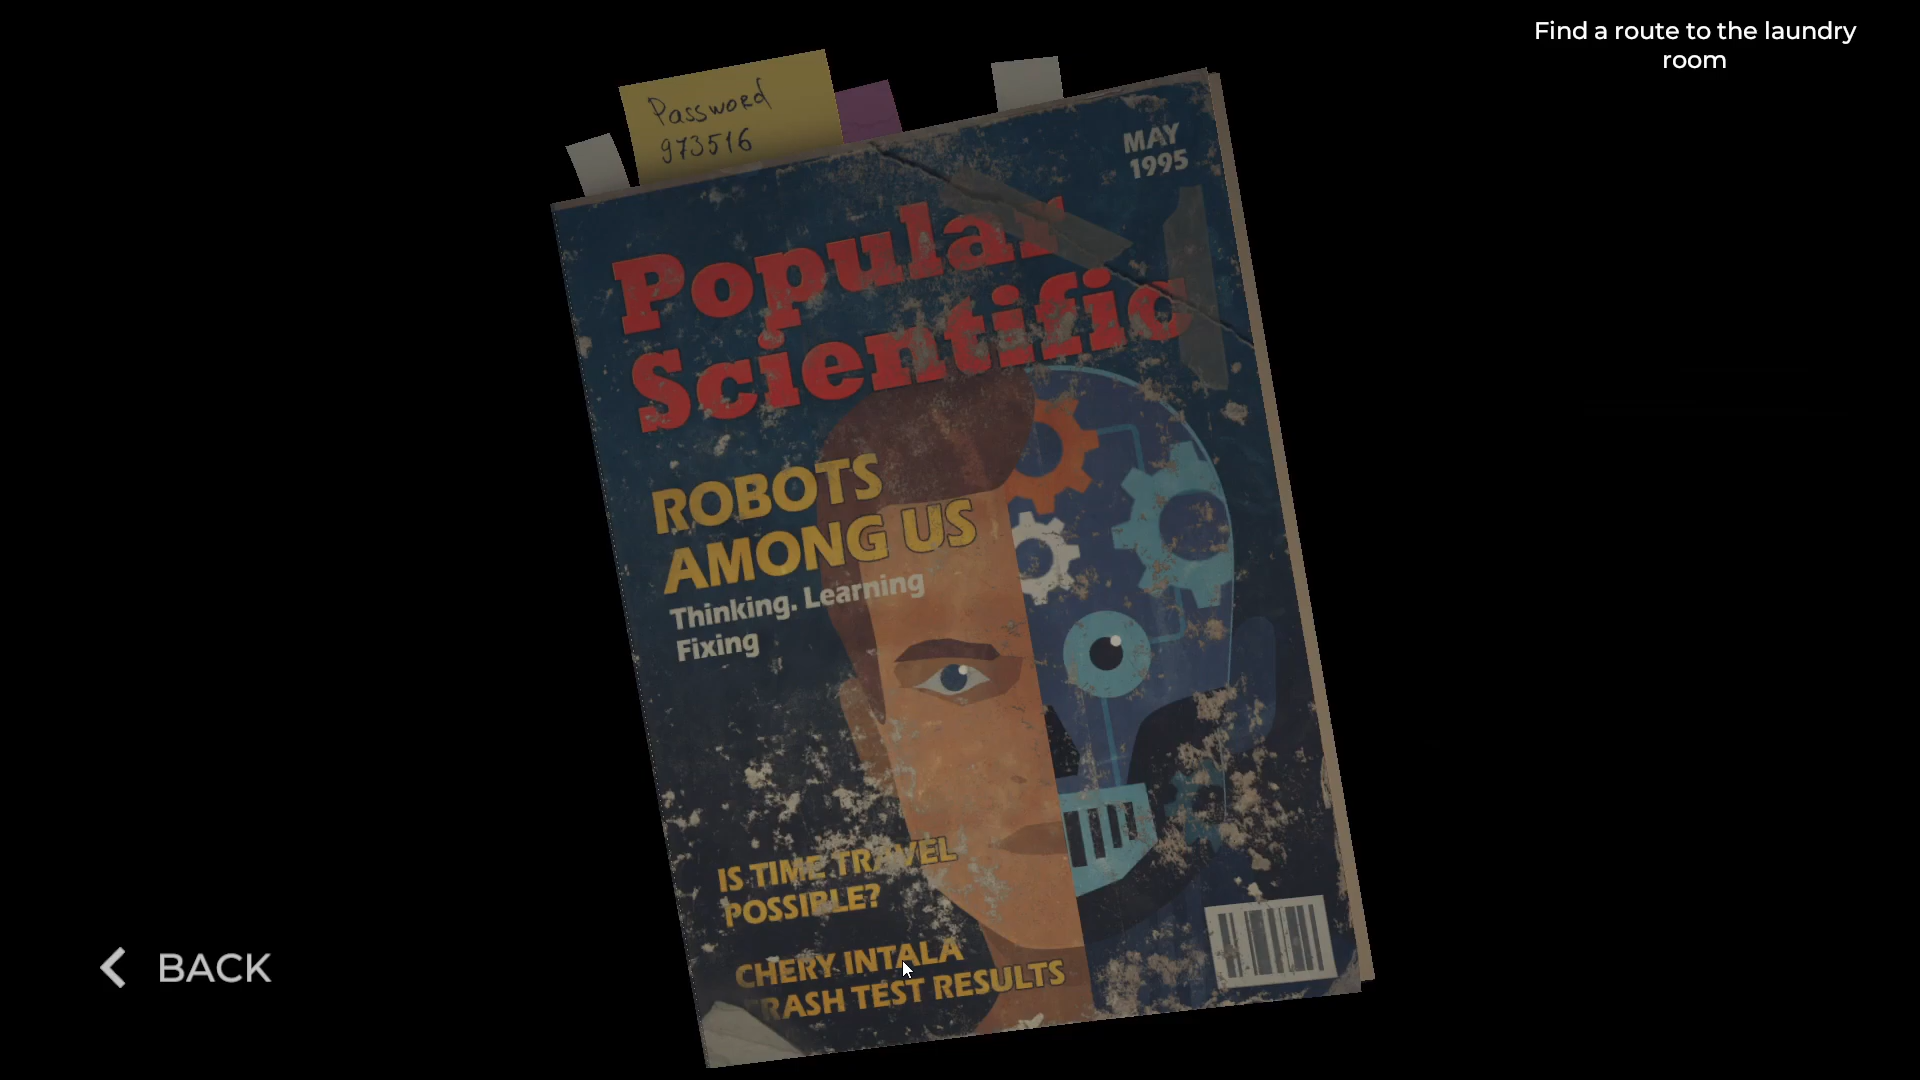 Find a route to the laundry
room
Password
973516
MAY
1995
Popular
Scientific
ROBOTS
AMONG US
Thinking. Learning
Fixing
IS TIME TRAVEL
POSSIBLE?
CHERY INTALA
CRASH TEST RESULTS
BACK